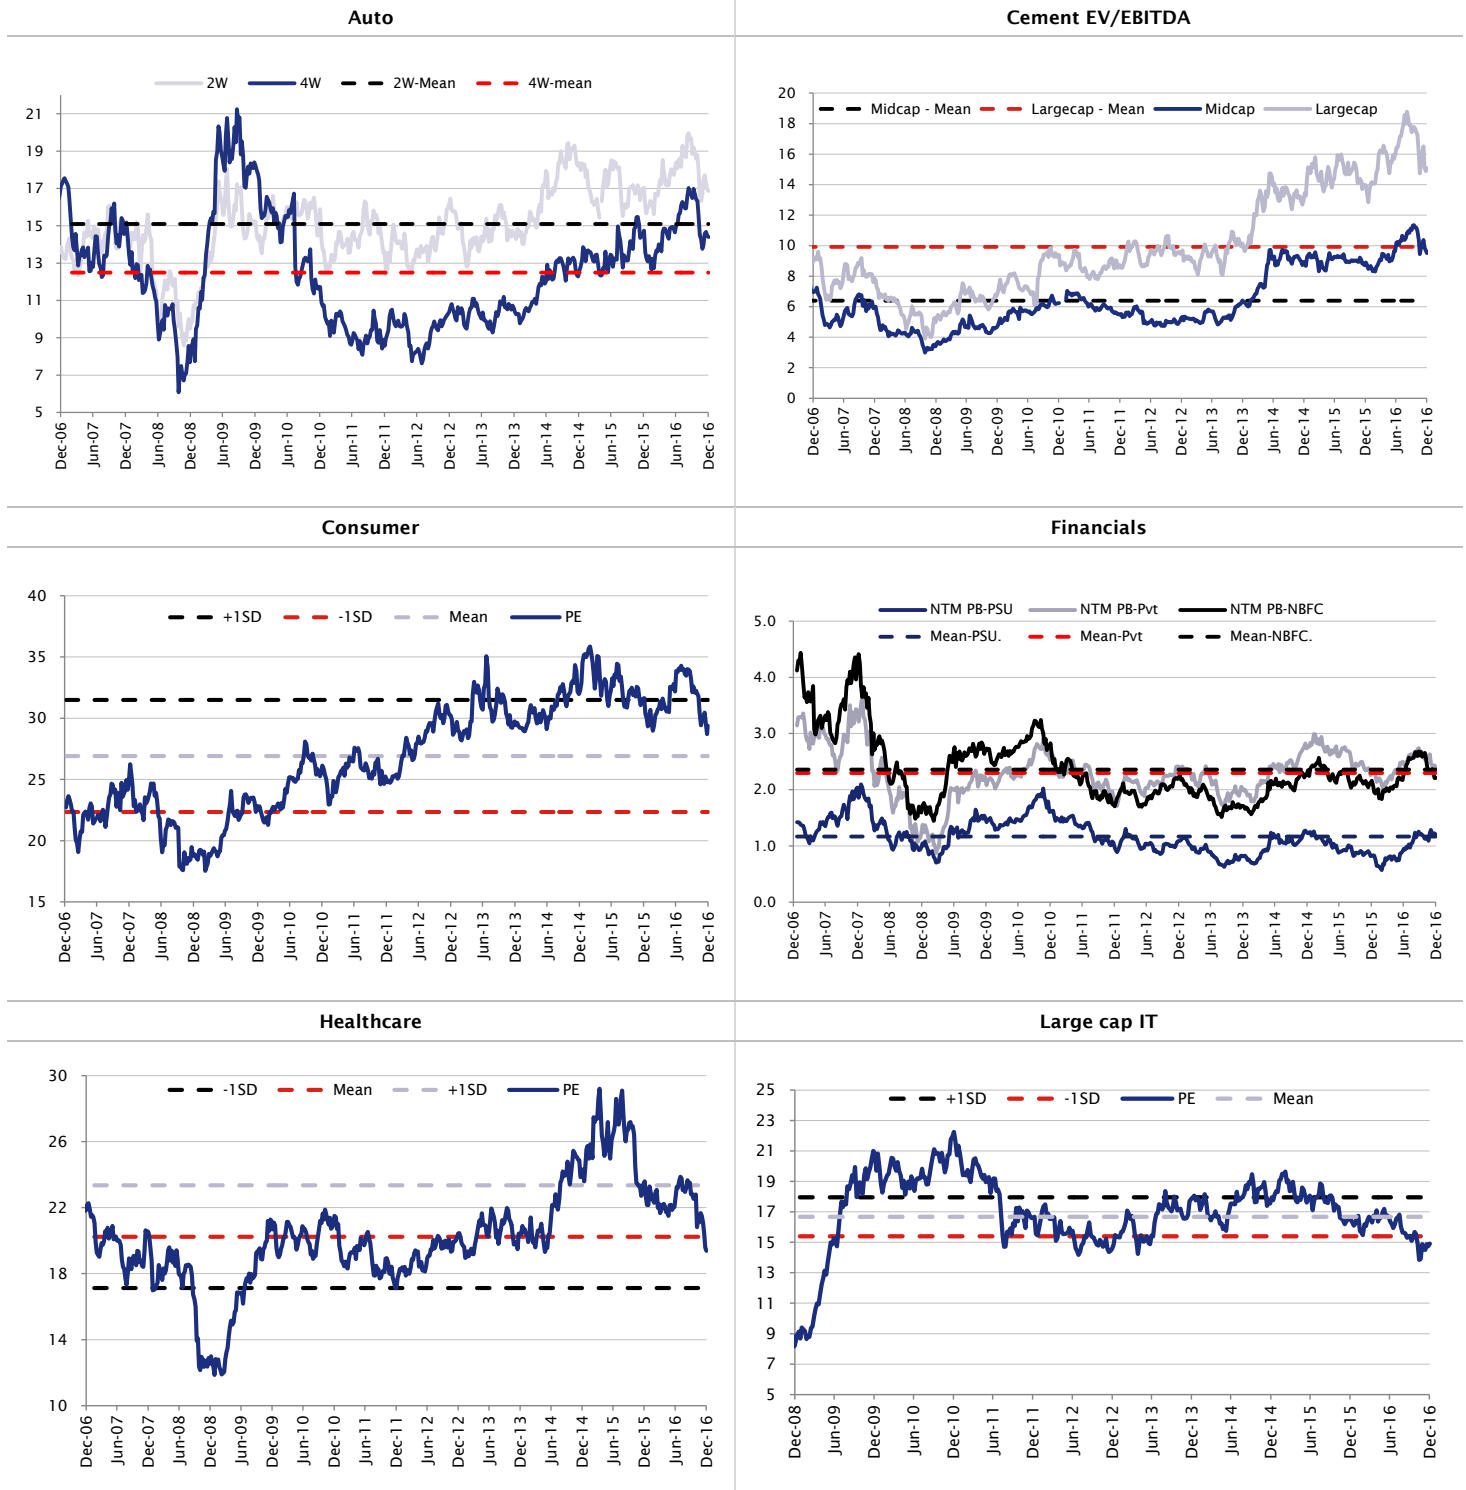 Auto
Cement EV/EBITDA
2W 4W 2W-Mean 4W-mean
21
19
17
15
13
11
9
7
5
Dec-06 Jun-07 Dec-07 Jun-08 Dec-08 Jun-09 Dec-09 Jun-10 Dec-10 Jun-11 Dec-11 Jun-12 Dec-12 Jun-13 Dec-13 Jun-14 Dec-14 Jun-15 Dec-15 Jun-16 Dec-16
Midcap - Mean Largecap - Mean Midcap Largecap
20
18
16
14
12
10
8
6
4
2
0
Dec-06 Jun-07 Dec-07 Jun-08 Dec-08 Jun-09 Dec-09 Jun-10 Dec-10 Jun-11 Dec-11 Jun-12 Dec-12 Jun-13 Dec-13 Jun-14 Dec-14 Jun-15 Dec-15 Jun-16 Dec-16
Consumer
Financials
+1SD -1SD Mean PE
40
35
30
25
20
15
Dec-06 Jun-07 Dec-07 Jun-08 Dec-08 Jun-09 Dec-09 Jun-10 Dec-10 Jun-11 Dec-11 Jun-12 Dec-12 Jun-13 Dec-13 Jun-14 Dec-14 Jun-15 Dec-15 Jun-16 Dec-16
NTM PB-PSU NTM PB-Pvt NTM PB-NBFC
Mean-PSU. Mean-Pvt Mean-NBFC.
5.0
4.0
3.0
2.0
1.0
0.0
Dec-06 Jun-07 Dec-07 Jun-08 Dec-08 Jun-09 Dec-09 Jun-10 Dec-10 Jun-11 Dec-11 Jun-12 Dec-12 Jun-13 Dec-13 Jun-14 Dec-14 Jun-15 Dec-15 Jun-16 Dec-16
Healthcare
Large cap IT
-1SD Mean +1SD PE
30
26
22
18
14
10
Dec-06 Jun-07 Dec-07 Jun-08 Dec-08 Jun-09 Dec-09 Jun-10 Dec-10 Jun-11 Dec-11 Jun-12 Dec-12 Jun-13 Dec-13 Jun-14 Dec-14 Jun-15 Dec-15 Jun-16 Dec-16
+1SD -1SD PE Mean
25
23
21
19
17
15
13
11
9
7
5
Dec-08 Jun-09 Dec-09 Jun-10 Dec-10 Jun-11 Dec-11 Jun-12 Dec-12 Jun-13 Dec-13 Jun-14 Dec-14 Jun-15 Dec-15 Jun-16 Dec-16